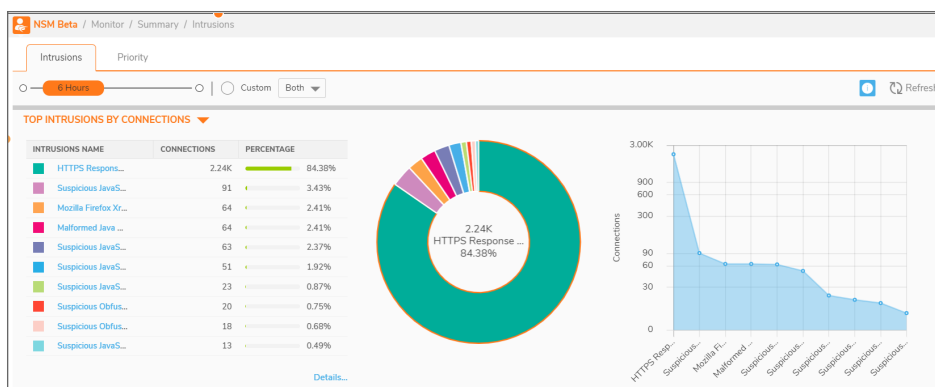 NSM Beta / Monitor / Summary / Intrusions
Intrusions Priority
6 Hours Custom Both Refresh
TOP INTRUSIONS BY CONNECTIONS
INTRUSIONS NAME CONNECTIONS PERCENTAGE
HTTPS Respons... 2.24K 84.38%
Suspicious JavaS... 91 3.43%
Mozilla Firefox Xr... 64 2.41%
Malformed Java ... 64 2.41%
Suspicious JavaS... 63 2.37%
Suspicious JavaS... 51 1.92%
Suspicious JavaS... 23 0.87%
Suspicious Obfus... 20 0.75%
Suspicious Obfus... 18 0.68%
Suspicious JavaS... 13 0.49%
Details...
2.24K
HTTPS Response ...
84.38%
Connections
3.00K
900
600
300
90
60
30
0
HTTPS Resp...
Suspicious...
Mozilla Fi...
Malformed ...
Suspicious...
Suspicious...
Suspicious...
Suspicious...
Suspicious...
Suspicious...